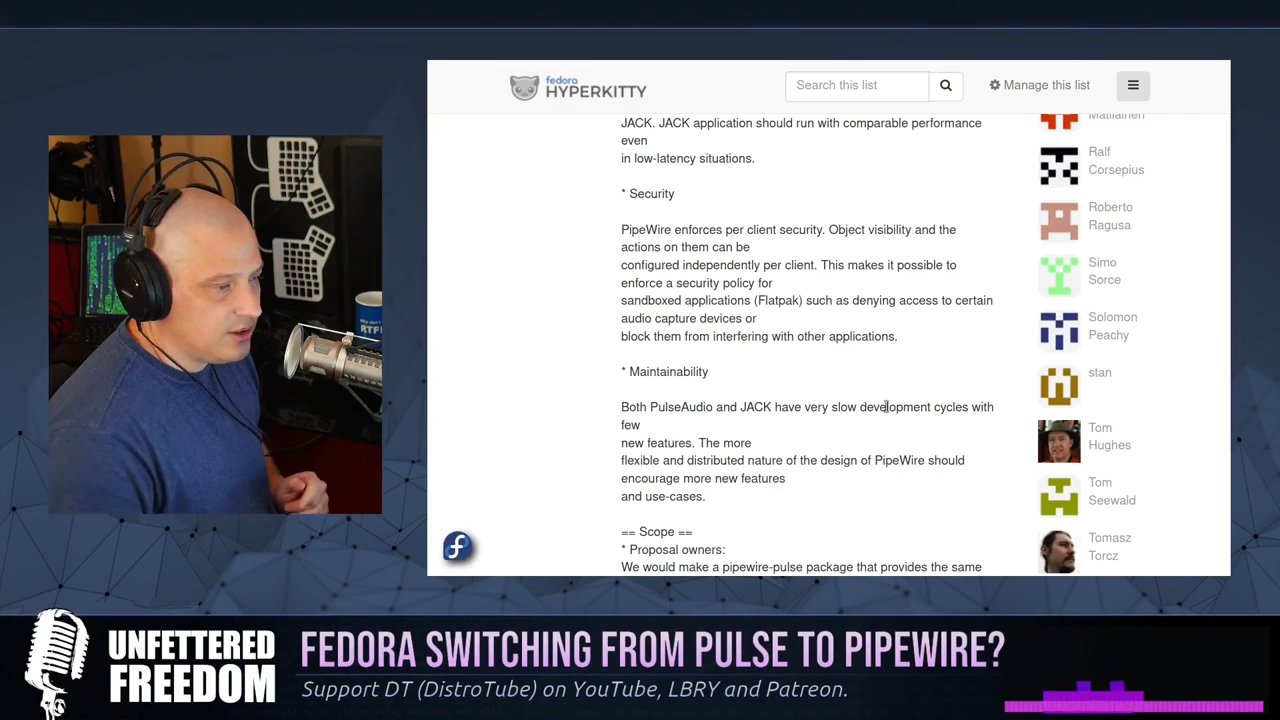 fedora
HYPERKITTY
Search this list
Manage this list
JACK. JACK application should run with comparable performance
even
in low-latency situations.
* Security
PipeWire enforces per client security. Object visibility and the
actions on them can be
configured independently per client. This makes it possible to
enforce a security policy for
sandboxed applications (Flatpak) such as denying access to certain
audio capture devices or
block them from interfering with other applications.
* Maintainability
Both PulseAudio and JACK have very slow development cycles with
few
new features. The more
flexible and distributed nature of the design of PipeWire should
encourage more new features
and use-cases.
== Scope ==
* Proposal owners:
We would make a pipewire-pulse package that provides the same
Ralf
Corsepius
Roberto
Ragusa
Simo
Sorce
Solomon
Peachy
stan
Tom
Hughes
Tom
Seewald
Tomasz
Torcz
RTF
UNFETTERED
FREEDOM
FEDORA SWITCHING FROM PULSE TO PIPEWIRE?
Support DT (DistroTube) on YouTube, LBRY and Patreon.